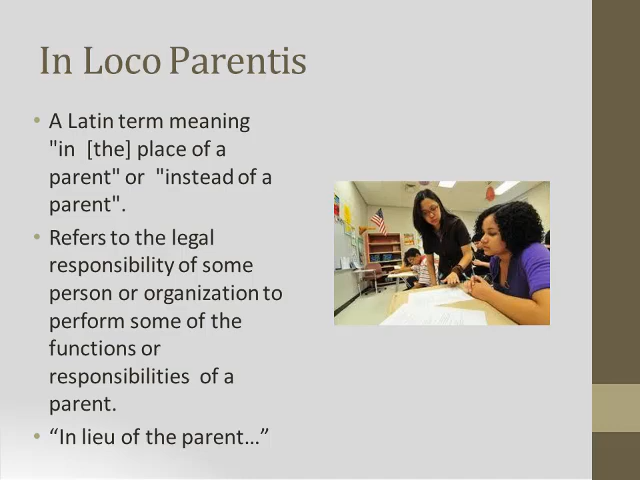 In Loco Parentis
• A Latin term meaning
"in [the] place of a
parent" or "instead of a
parent".
• Refers to the legal
responsibility of some
person or organization to
perform some of the
functions or
responsibilities of a
parent.
• “In lieu of the parent…”